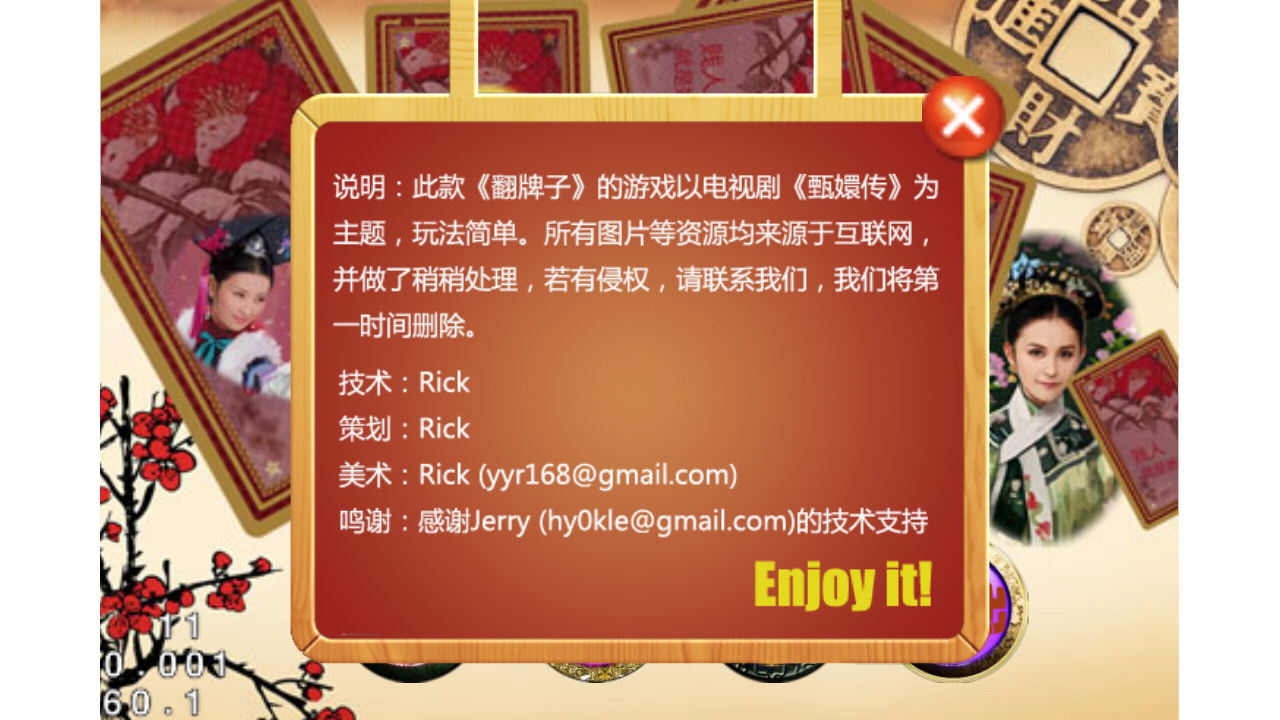 说明：此款《翻牌子》的游戏以电视剧《甄嬛传》为
主题，玩法简单。所有图片等资源均来源于互联网，
并做了稍稍处理，若有侵权，请联系我们，我们将第
一时间删除。
技术：Rick
策划：Rick
美术：Rick (yyr168@gmail.com)
鸣谢：感谢Jerry (hy0kle@gmail.com)的技术支持
Enjoy it!
11
0.001
60.1
贱人
贱人
財